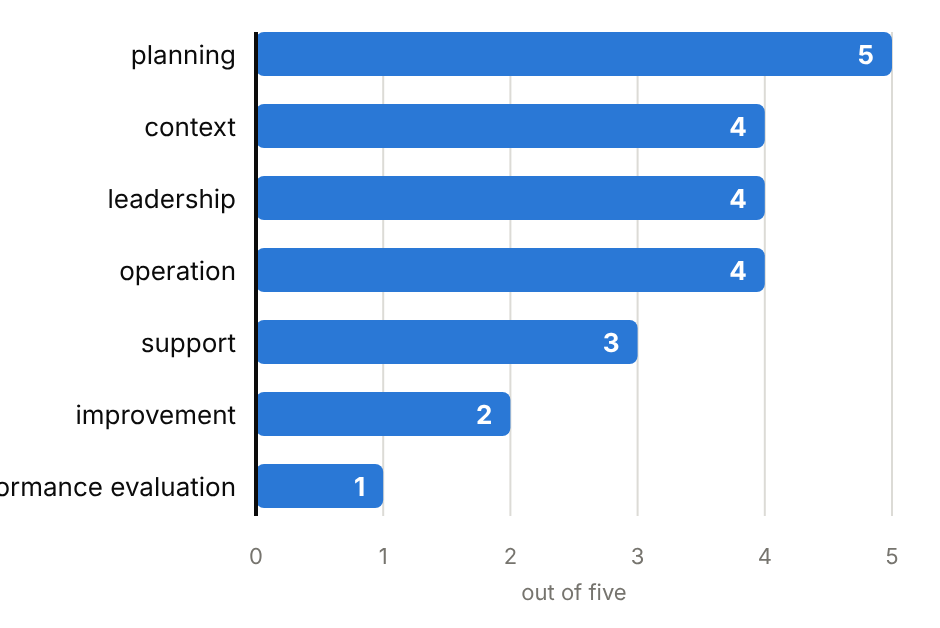 planning 5
context 4
leadership 4
operation 4
support 3
improvement 2
ormance evaluation 1
0 1 2 3 4 5
out of five